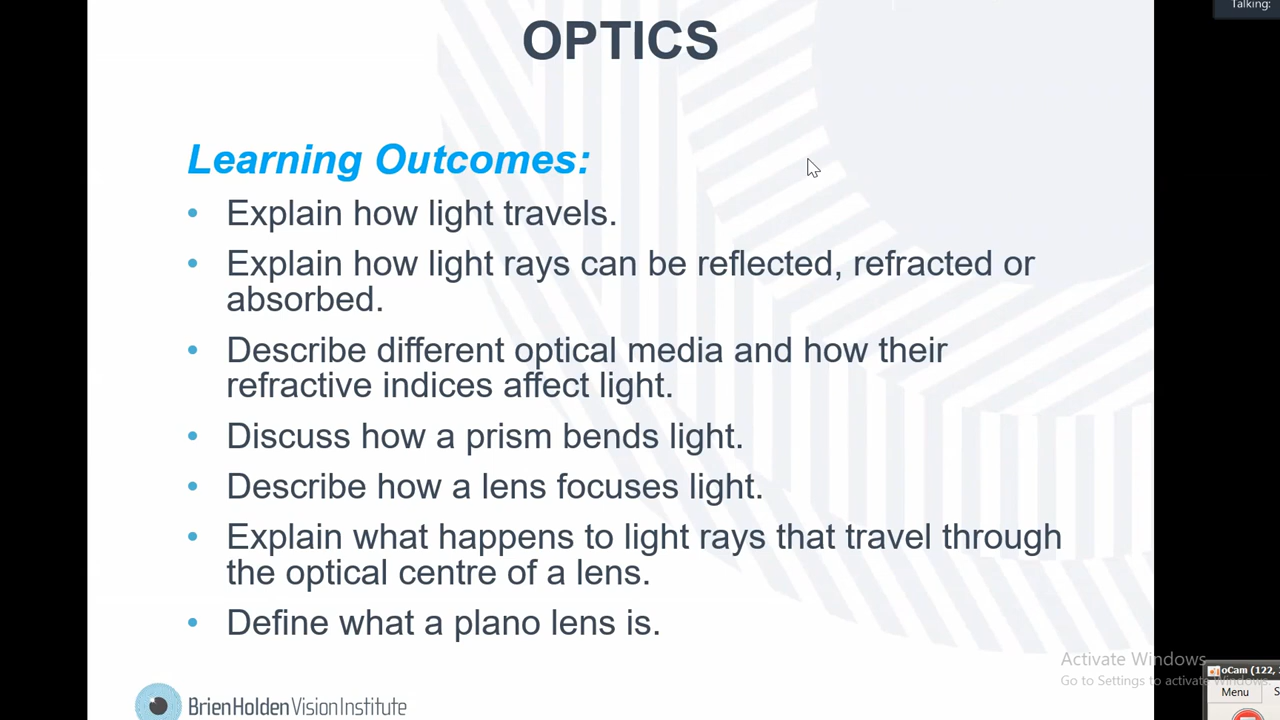 Talking:
OPTICS
Learning Outcomes:
• Explain how light travels.
• Explain how light rays can be reflected, refracted or
absorbed.
• Describe different optical media and how their
refractive indices affect light.
• Discuss how a prism bends light.
• Describe how a lens focuses light.
• Explain what happens to light rays that travel through
the optical centre of a lens.
• Define what a plano lens is.
Activate Windows
Go to Settings to activate Windows.
oCam (122,
Menu
BrienHolden VisionInstitute